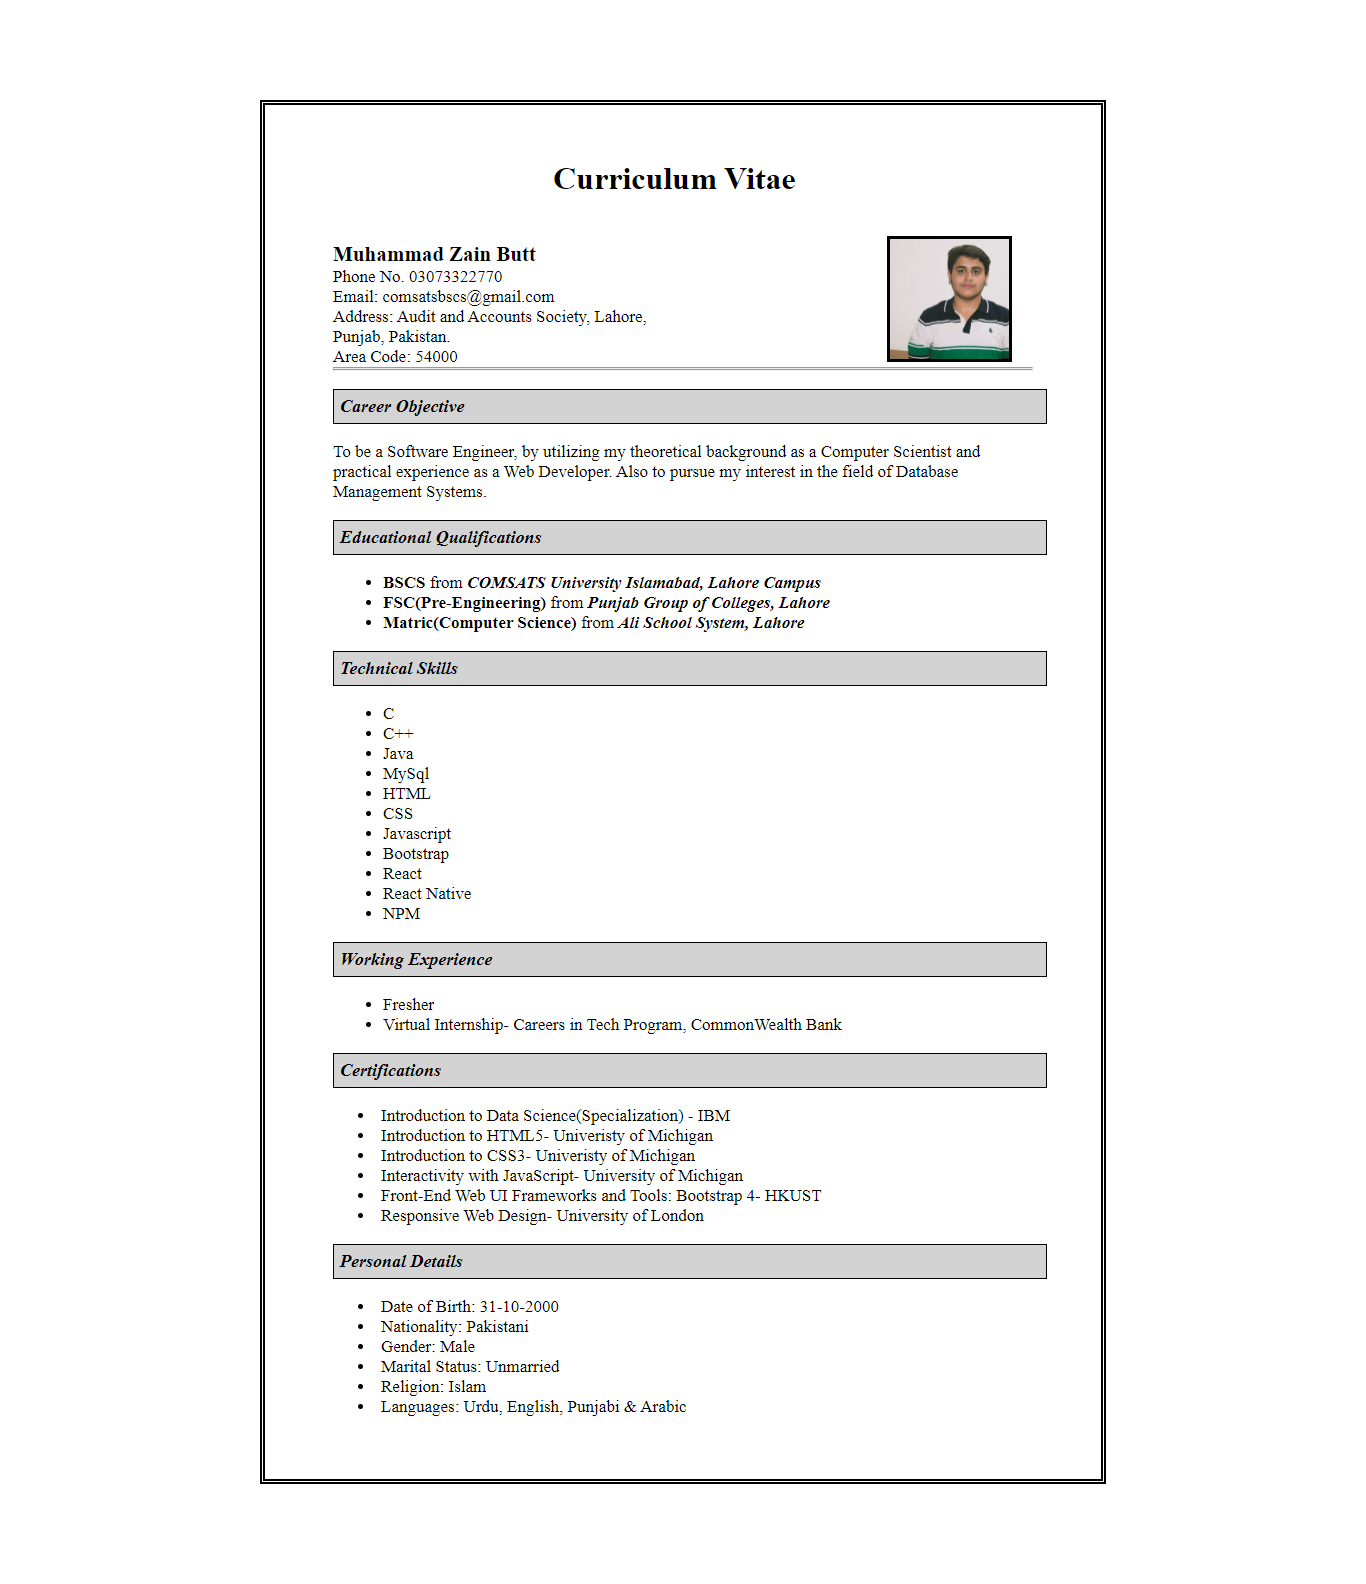 Curriculum Vitae
Muhammad Zain Butt
Phone No. 03073322770
Email: comsatsbscs@gmail.com
Address: Audit and Accounts Society, Lahore,
Punjab, Pakistan.
Area Code: 54000
Career Objective
To be a Software Engineer, by utilizing my theoretical background as a Computer Scientist and
practical experience as a Web Developer. Also to pursue my interest in the field of Database
Management Systems.
Educational Qualifications
• BSCS from COMSATS University Islamabad, Lahore Campus
• FSC(Pre-Engineering) from Punjab Group of Colleges, Lahore
• Matric(Computer Science) from Ali School System, Lahore
Technical Skills
• C
• C++
• Java
• MySql
• HTML
• CSS
• Javascript
• Bootstrap
• React
• React Native
• NPM
Working Experience
• Fresher
• Virtual Internship- Careers in Tech Program, CommonWealth Bank
Certifications
• Introduction to Data Science(Specialization) - IBM
• Introduction to HTML5- Univeristy of Michigan
• Introduction to CSS3- Univeristy of Michigan
• Interactivity with JavaScript- University of Michigan
• Front-End Web UI Frameworks and Tools: Bootstrap 4- HKUST
• Responsive Web Design- University of London
Personal Details
• Date of Birth: 31-10-2000
• Nationality: Pakistani
• Gender: Male
• Marital Status: Unmarried
• Religion: Islam
• Languages: Urdu, English, Punjabi & Arabic